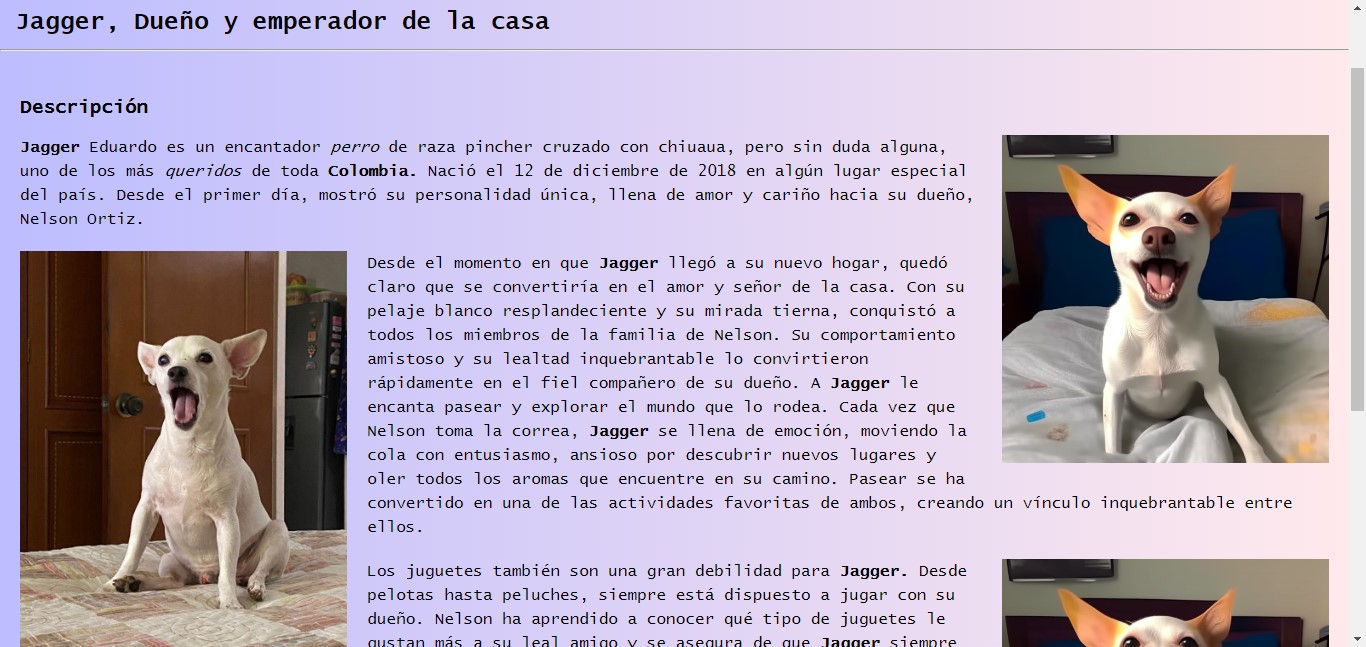 Jagger, Dueño y emperador de la casa
Descripción
Jagger Eduardo es un encantador perro de raza pincher cruzado con chiuaua, pero sin duda alguna,
uno de los más queridos de toda Colombia. Nació el 12 de diciembre de 2018 en algún lugar especial
del país. Desde el primer día, mostró su personalidad única, llena de amor y cariño hacia su dueño,
Nelson Ortiz.
Desde el momento en que Jagger llegó a su nuevo hogar, quedó
claro que se convertiría en el amor y señor de la casa. Con su
pelaje blanco resplandeciente y su mirada tierna, conquistó a
todos los miembros de la familia de Nelson. Su comportamiento
amistoso y su lealtad inquebrantable lo convirtieron
rápidamente en el fiel compañero de su dueño. A Jagger le
encanta pasear y explorar el mundo que lo rodea. Cada vez que
Nelson toma la correa, Jagger se llena de emoción, moviendo la
cola con entusiasmo, ansioso por descubrir nuevos lugares y
oler todos los aromas que encuentre en su camino. Pasear se ha
convertido en una de las actividades favoritas de ambos, creando un vínculo inquebrantable entre
ellos.
Los juguetes también son una gran debilidad para Jagger. Desde
pelotas hasta peluches, siempre está dispuesto a jugar con su
dueño. Nelson ha aprendido a conocer qué tipo de juguetes le
gustan más a su leal amigo y se asegura de que Jagger siempre